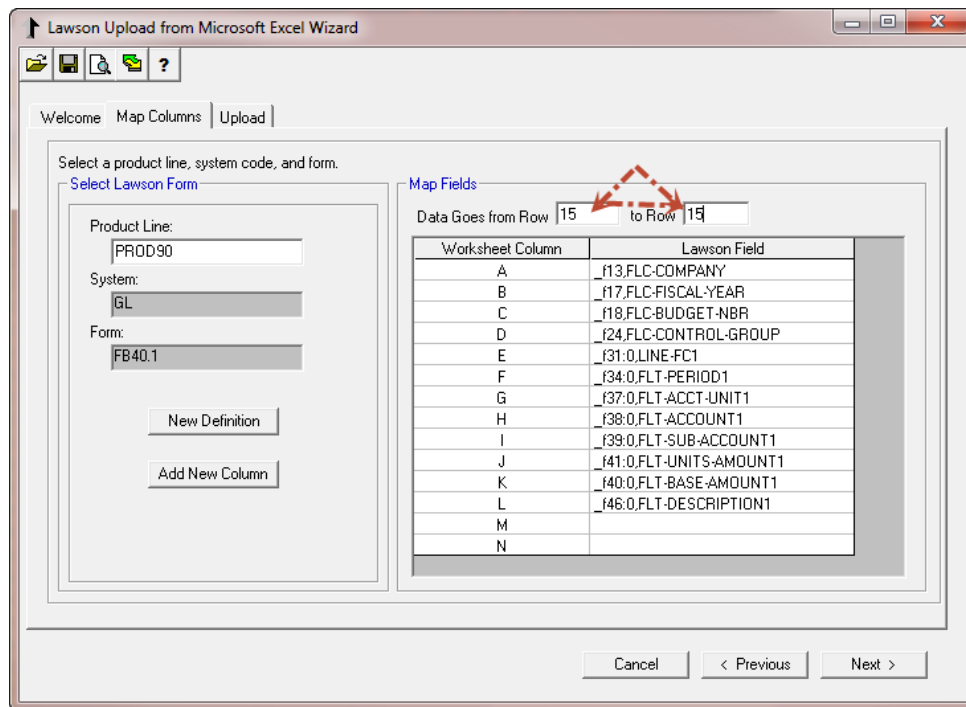 Lawson Upload from Microsoft Excel Wizard
?
Welcome Map Columns Upload
Select a product line, system code, and form.
Select Lawson Form
Product Line:
PROD90
System:
GL
Form:
FB40.1
New Definition
Add New Column
Map Fields
Data Goes from Row 15 to Row 15
Worksheet Column Lawson Field
A _f13,FLC-COMPANY
B _f17,FLC-FISCAL-YEAR
C _f18,FLC-BUDGET-NBR
D _f24,FLC-CONTROL-GROUP
E _f31:0,LINE-FC1
F _f34:0,FLT-PERIOD1
G _f37:0,FLT-ACCT-UNIT1
H _f38:0,FLT-ACCOUNT1
I _f39:0,FLT-SUB-ACCOUNT1
J _f41:0,FLT-UNITS-AMOUNT1
K _f40:0,FLT-BASE-AMOUNT1
L _f46:0,FLT-DESCRIPTION1
M
N
Cancel < Previous Next >